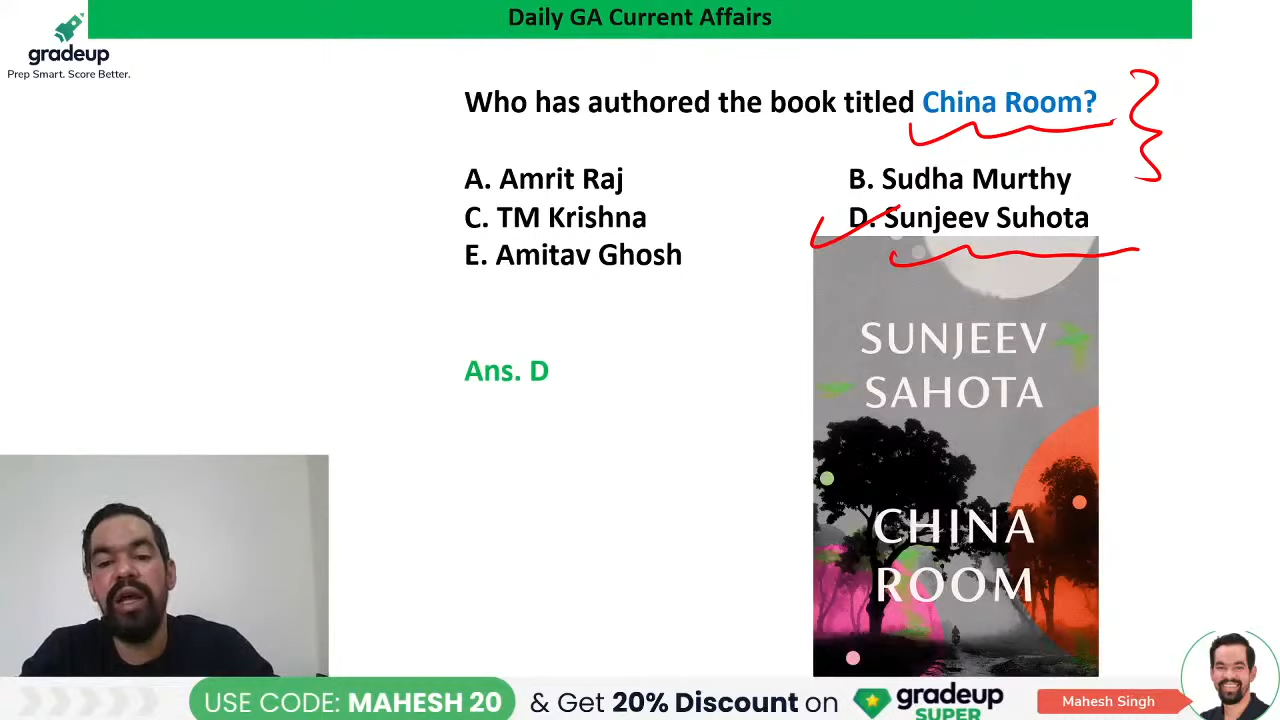 Daily GA Current Affairs
gradeup
Prep Smart. Score Better.
Who has authored the book titled China Room?
A. Amrit Raj
B. Sudha Murthy
C. TM Krishna
D. Sunjeev Suhota
E. Amitav Ghosh
Ans. D
SUNJEEV
SAHOTA
CHINA
ROOM
USE CODE: MAHESH 20 & Get 20% Discount on
gradeup
SUPER
Mahesh Singh